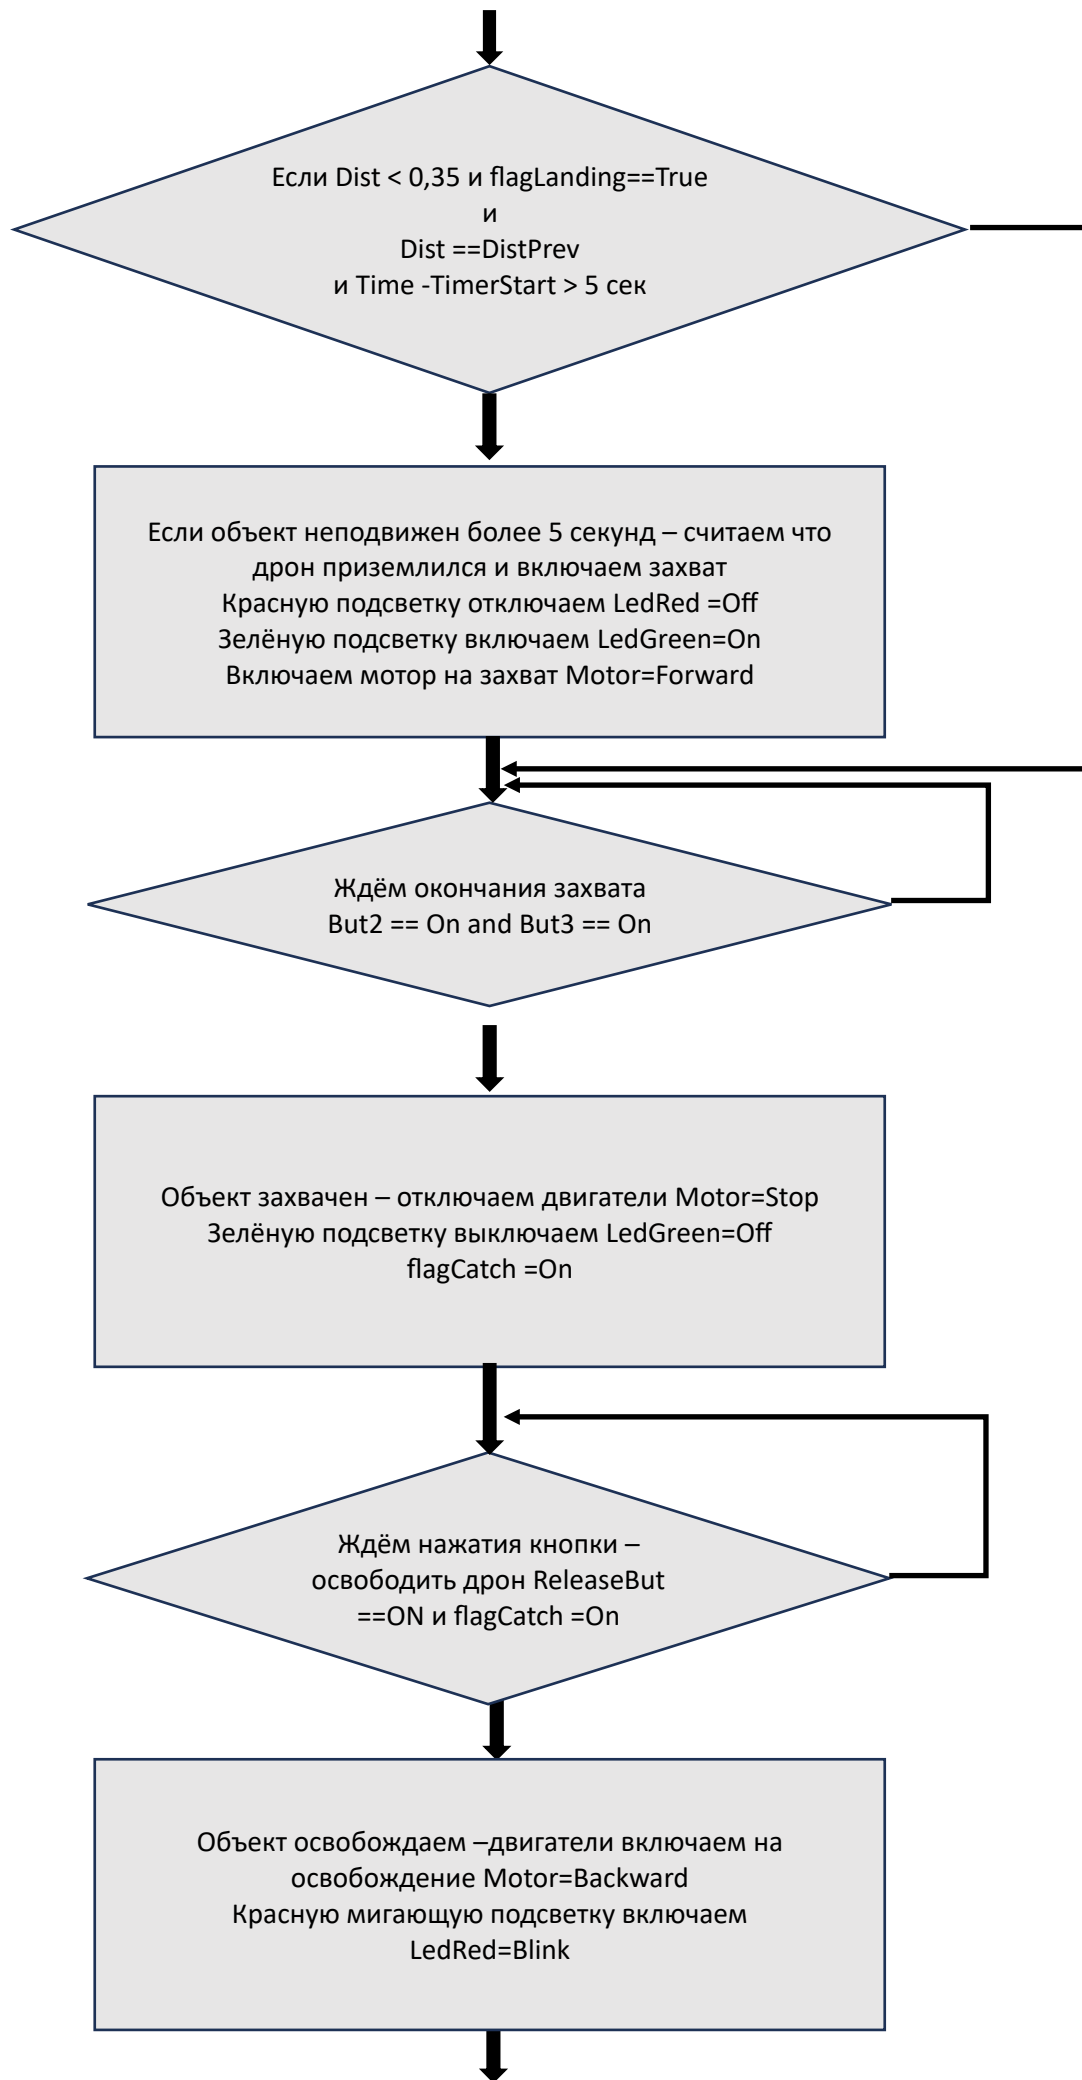 Если Dist < 0,35 и flagLanding==True
и
Dist ==DistPrev
и Time -TimerStart > 5 сек
Если объект неподвижен более 5 секунд – считаем что
дрон приземлился и включаем захват
Красную подсветку отключаем LedRed =Off
Зелёную подсветку включаем LedGreen=On
Включаем мотор на захват Motor=Forward
Ждём окончания захвата
But2 == On and But3 == On
Объект захвачен – отключаем двигатели Motor=Stop
Зелёную подсветку выключаем LedGreen=Off
flagCatch =On
Ждём нажатия кнопки –
освободить дрон ReleaseBut
==ON и flagCatch =On
Объект освобождаем –двигатели включаем на
освобождение Motor=Backward
Красную мигающую подсветку включаем
LedRed=Blink